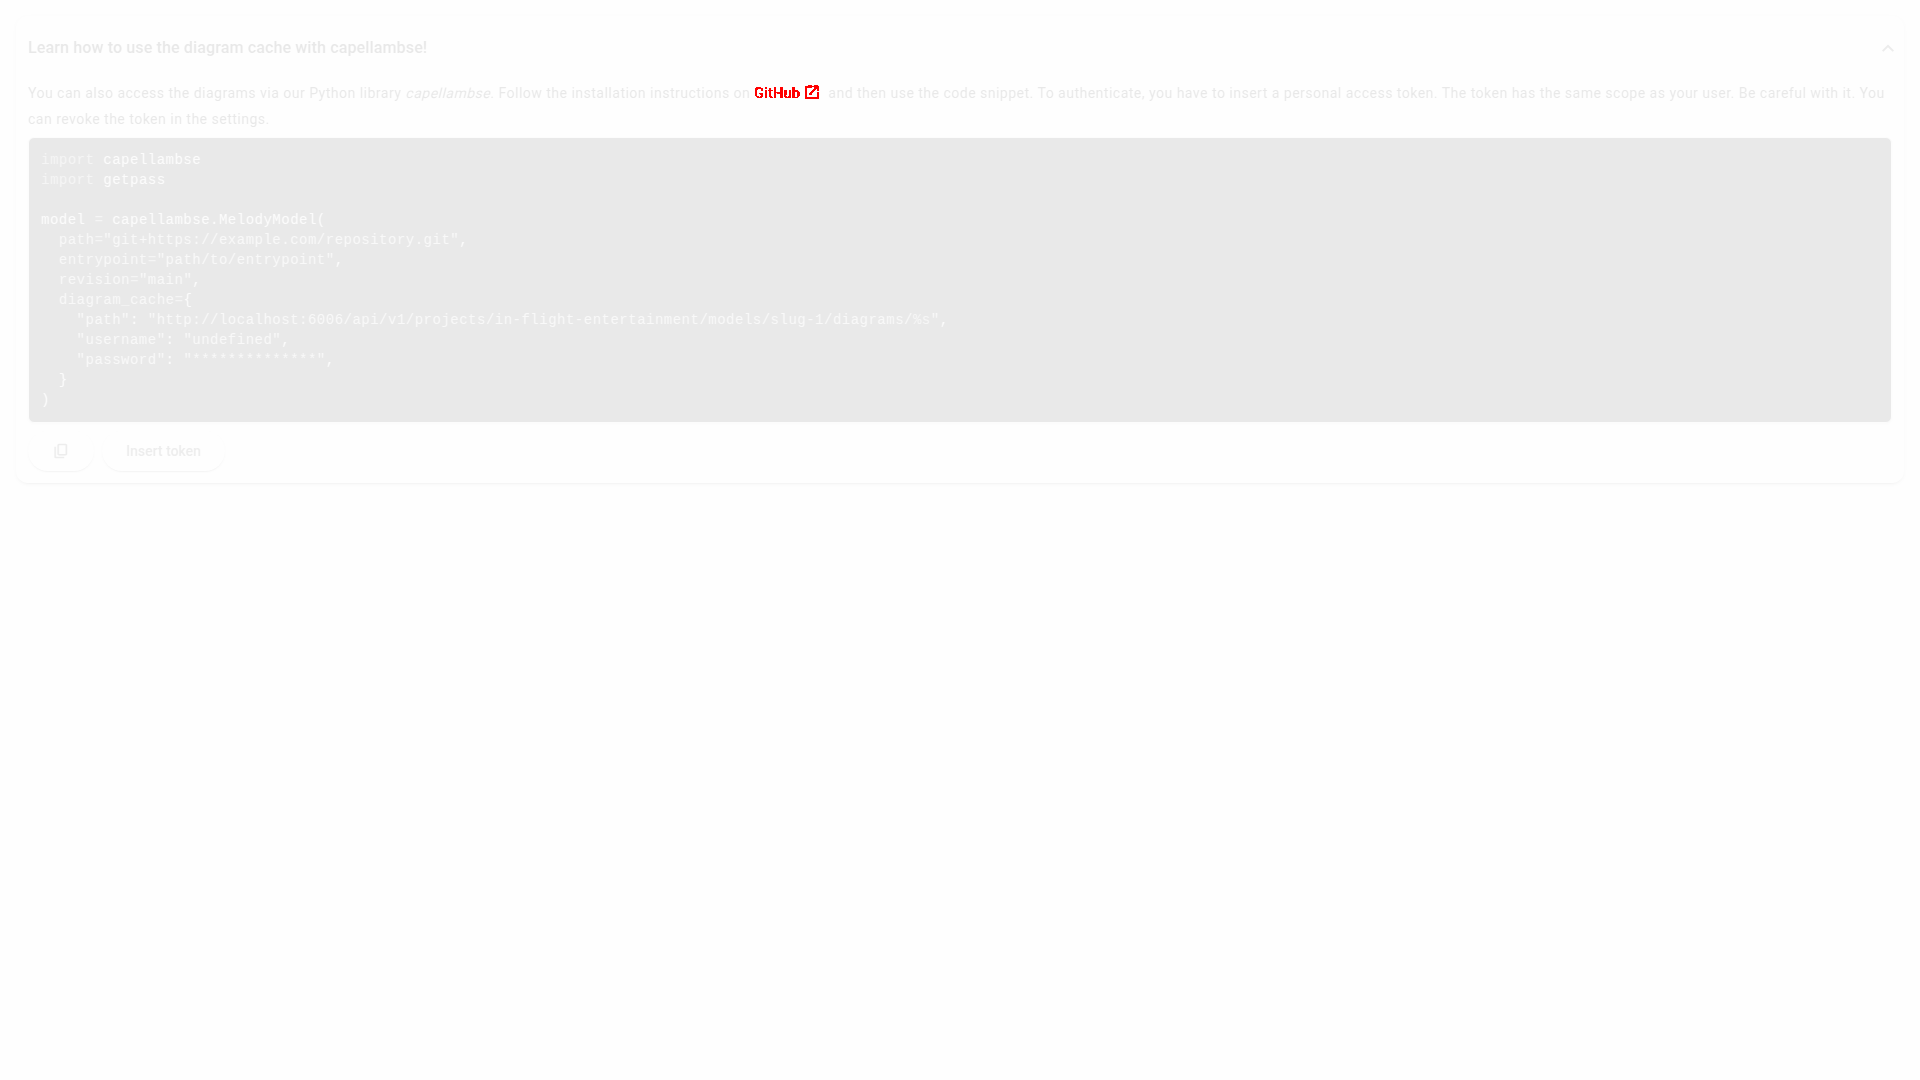 Learn how to use the diagram cache with capellambse!
You can also access the diagrams via our Python library capellambse. Follow the installation instructions on GitHub and then use the code snippet. To authenticate, you have to insert a personal access token. The token has the same scope as your user. Be careful with it. You
can revoke the token in the settings.
import capellambse
import getpass
model = capellambse.MelodyModel(
  path="git+https://example.com/repository.git",
  entrypoint="path/to/entrypoint",
  revision="main",
  diagram_cache={
    "path": "http://localhost:6006/api/v1/projects/in-flight-entertainment/models/slug-1/diagrams/%s",
    "username": "undefined",
    "password": "**************",
  }
)
Insert token